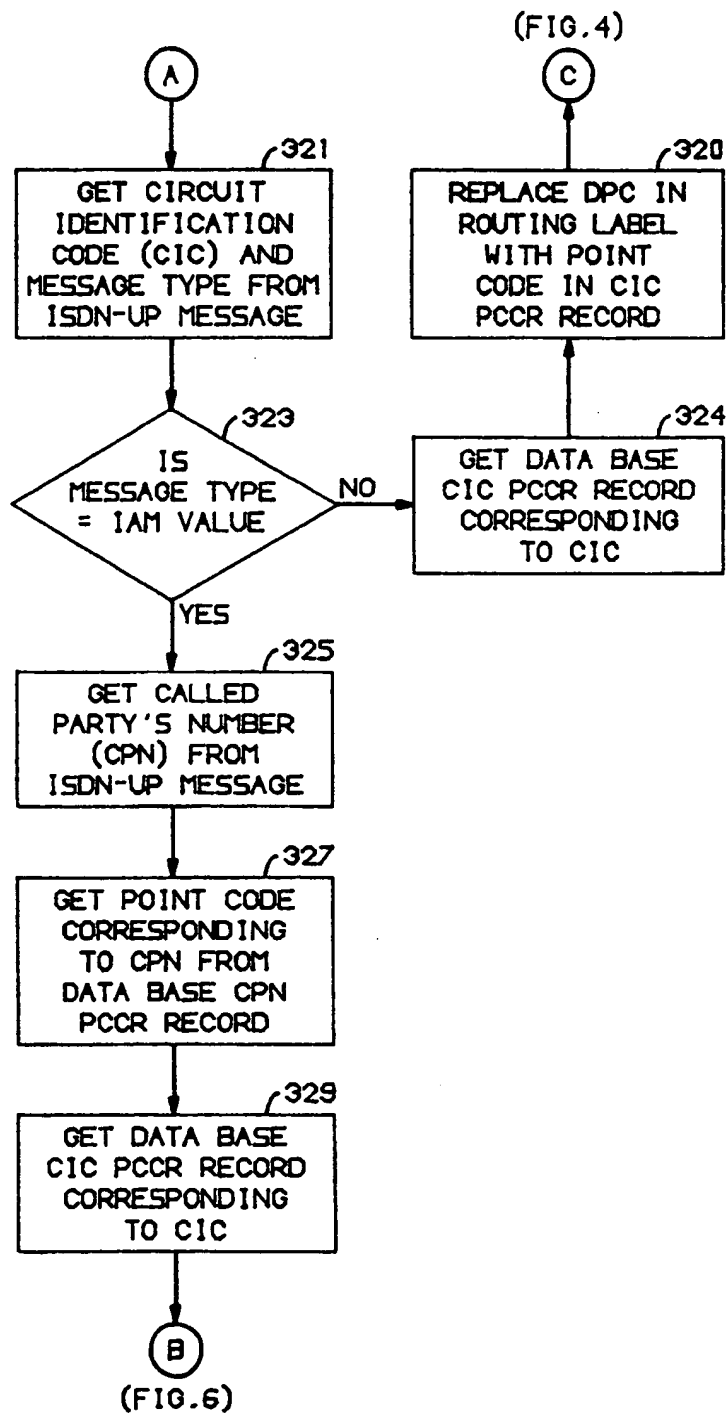 A
321
GET CIRCUIT
IDENTIFICATION
CODE (CIC) AND
MESSAGE TYPE FROM
ISDN-UP MESSAGE
323
IS
MESSAGE TYPE
= IAM VALUE
NO
YES
325
GET CALLED
PARTY'S NUMBER
(CPN) FROM
ISDN-UP MESSAGE
327
GET POINT CODE
CORRESPONDING
TO CPN FROM
DATA BASE CPN
PCCR RECORD
329
GET DATA BASE
CIC PCCR RECORD
CORRESPONDING
TO CIC
B
(FIG.6)
(FIG.4)
C
320
REPLACE DPC IN
ROUTING LABEL
WITH POINT
CODE IN CIC
PCCR RECORD
324
GET DATA BASE
CIC PCCR RECORD
CORRESPONDING
TO CIC